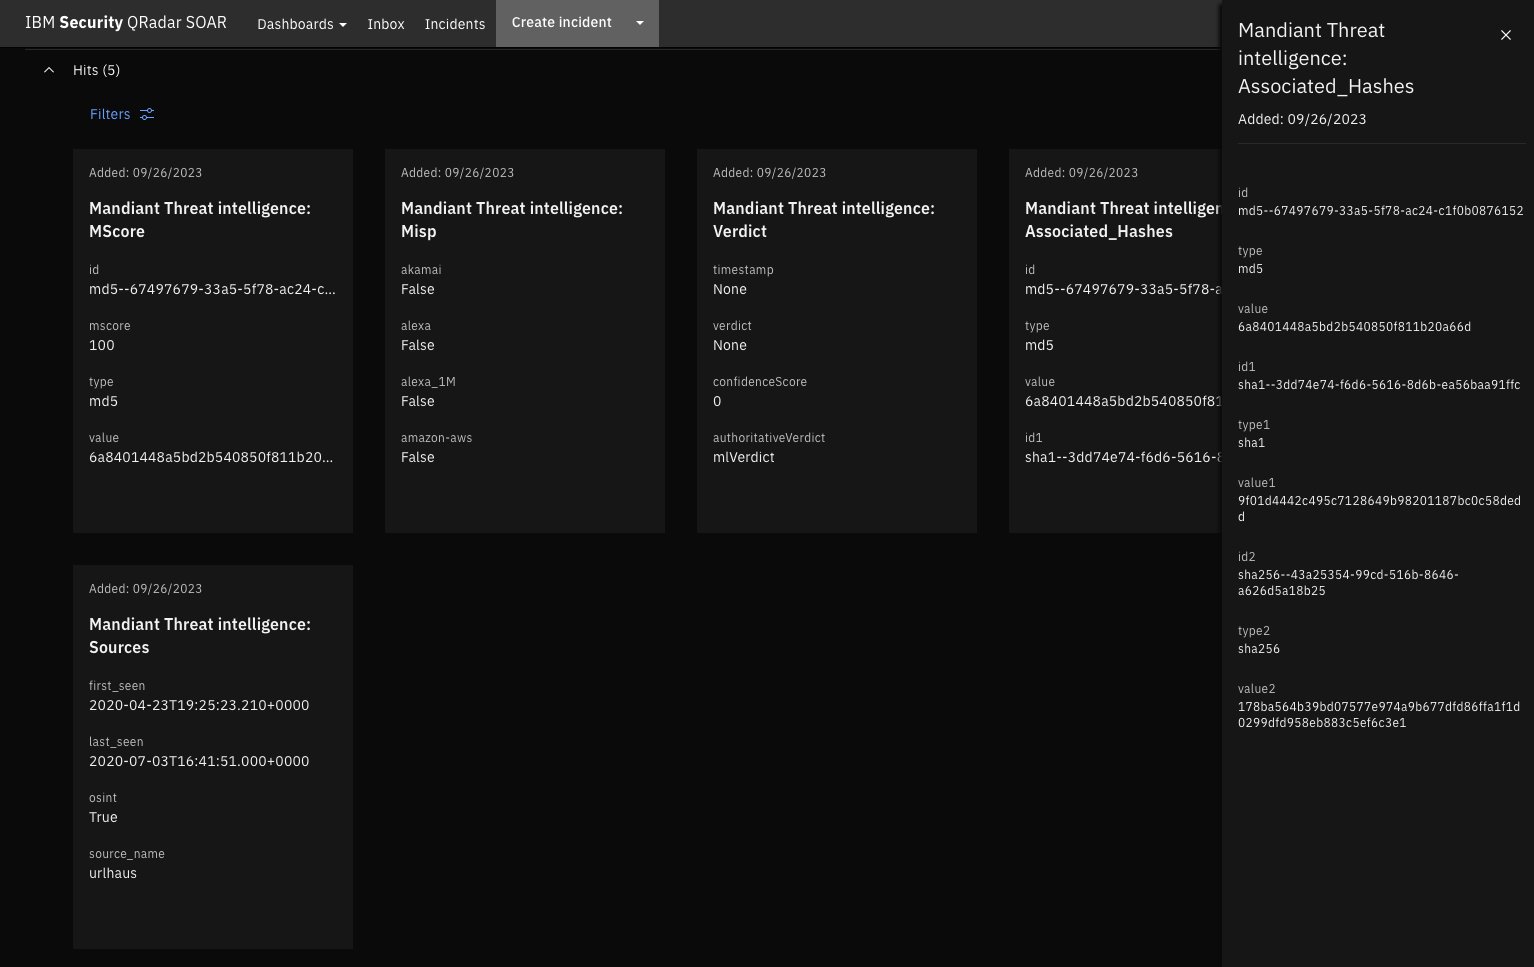 IBM Security QRadar SOAR
Dashboards
Inbox
Incidents
Create incident
Hits (5)
Filters
Added: 09/26/2023
Mandiant Threat intelligence:
MScore
id
md5--67497679-33a5-5f78-ac24-c...
mscore
100
type
md5
value
6a8401448a5bd2b540850f811b20...
Added: 09/26/2023
Mandiant Threat intelligence:
Misp
akamai
False
alexa
False
alexa_1M
False
amazon-aws
False
Added: 09/26/2023
Mandiant Threat intelligence:
Verdict
timestamp
None
verdict
None
confidenceScore
0
authoritativeVerdict
mlVerdict
Added: 09/26/2023
Mandiant Threat intelliger
Associated_Hashes
id
md5--67497679-33a5-5f78-a
type
md5
value
6a8401448a5bd2b540850f81
id1
sha1--3dd74e74-f6d6-5616-8
Added: 09/26/2023
Mandiant Threat intelligence:
Sources
first_seen
2020-04-23T19:25:23.210+0000
last_seen
2020-07-03T16:41:51.000+0000
osint
True
source_name
urlhaus
Mandiant Threat
intelligence:
Associated_Hashes
Added: 09/26/2023
id
md5--67497679-33a5-5f78-ac24-c1f0b0876152
type
md5
value
6a8401448a5bd2b540850f811b20a66d
id1
sha1--3dd74e74-f6d6-5616-8d6b-ea56baa91ffc
type1
sha1
value1
9f01d4442c495c7128649b98201187bc0c58ded
d
id2
sha256--43a25354-99cd-516b-8646-
a626d5a18b25
type2
sha256
value2
178ba564b39bd07577e974a9b677dfd86ffa1f1d
0299dfd958eb883c5ef6c3e1